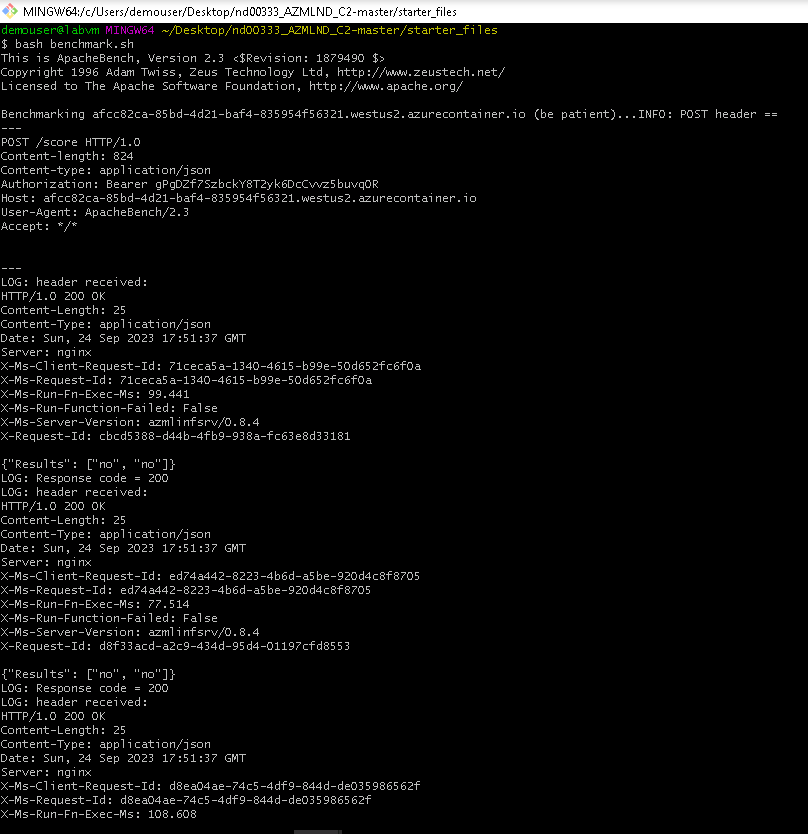 MINGW64:/c/Users/demouser/Desktop/nd00333_AZMLND_C2-master/starter_files
demouser@labvm MINGW64 ~/Desktop/nd00333_AZMLND_C2-master/starter_files
$ bash benchmark.sh
This is ApacheBench, Version 2.3 <$Revision: 1879490 $>
Copyright 1996 Adam Twiss, Zeus Technology Ltd, http://www.zeustech.net/
Licensed to The Apache Software Foundation, http://www.apache.org/

Benchmarking afcc82ca-85bd-4d21-baf4-835954f56321.westus2.azurecontainer.io (be patient)...INFO: POST header ==
---
POST /score HTTP/1.0
Content-length: 824
Content-type: application/json
Authorization: Bearer gPgDZf7SzbckY8T2yk6DcCvvz5buvqOR
Host: afcc82ca-85bd-4d21-baf4-835954f56321.westus2.azurecontainer.io
User-Agent: ApacheBench/2.3
Accept: */*


---
LOG: header received:
HTTP/1.0 200 OK
Content-Length: 25
Content-Type: application/json
Date: Sun, 24 Sep 2023 17:51:37 GMT
Server: nginx
X-Ms-Client-Request-Id: 71ceca5a-1340-4615-b99e-50d652fc6f0a
X-Ms-Request-Id: 71ceca5a-1340-4615-b99e-50d652fc6f0a
X-Ms-Run-Fn-Exec-Ms: 99.441
X-Ms-Run-Function-Failed: False
X-Ms-Server-Version: azmlinfsrv/0.8.4
X-Request-Id: cbcd5388-d44b-4fb9-938a-fc63e8d33181

{"Results": ["no", "no"]}
LOG: Response code = 200
LOG: header received:
HTTP/1.0 200 OK
Content-Length: 25
Content-Type: application/json
Date: Sun, 24 Sep 2023 17:51:37 GMT
Server: nginx
X-Ms-Client-Request-Id: ed74a442-8223-4b6d-a5be-920d4c8f8705
X-Ms-Request-Id: ed74a442-8223-4b6d-a5be-920d4c8f8705
X-Ms-Run-Fn-Exec-Ms: 77.514
X-Ms-Run-Function-Failed: False
X-Ms-Server-Version: azmlinfsrv/0.8.4
X-Request-Id: d8f33acd-a2c9-434d-95d4-01197cfd8553

{"Results": ["no", "no"]}
LOG: Response code = 200
LOG: header received:
HTTP/1.0 200 OK
Content-Length: 25
Content-Type: application/json
Date: Sun, 24 Sep 2023 17:51:37 GMT
Server: nginx
X-Ms-Client-Request-Id: d8ea04ae-74c5-4df9-844d-de035986562f
X-Ms-Request-Id: d8ea04ae-74c5-4df9-844d-de035986562f
X-Ms-Run-Fn-Exec-Ms: 108.608